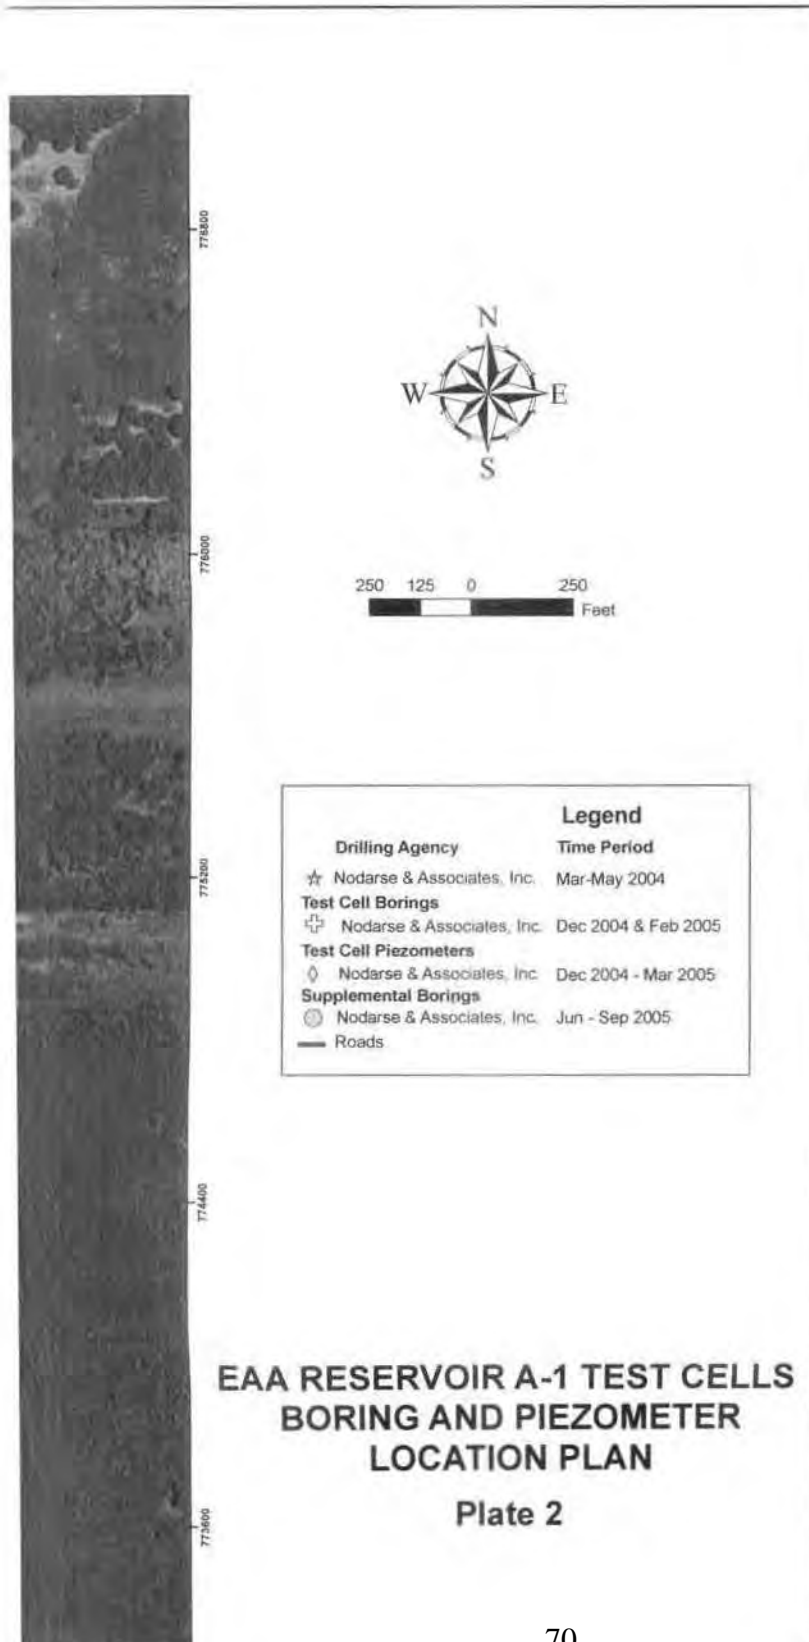 776800
N
W E
S
776000
250 125 0 250
Feet
Legend
Drilling Agency Time Period
Nodarse & Associates, Inc. Mar-May 2004
Test Cell Borings
Nodarse & Associates, Inc. Dec 2004 & Feb 2005
Test Cell Piezometers
Nodarse & Associates, Inc. Dec 2004 - Mar 2005
Supplemental Borings
Nodarse & Associates, Inc. Jun - Sep 2005
Roads
775200
774400
EAA RESERVOIR A-1 TEST CELLS
BORING AND PIEZOMETER
LOCATION PLAN
Plate 2
773600
70